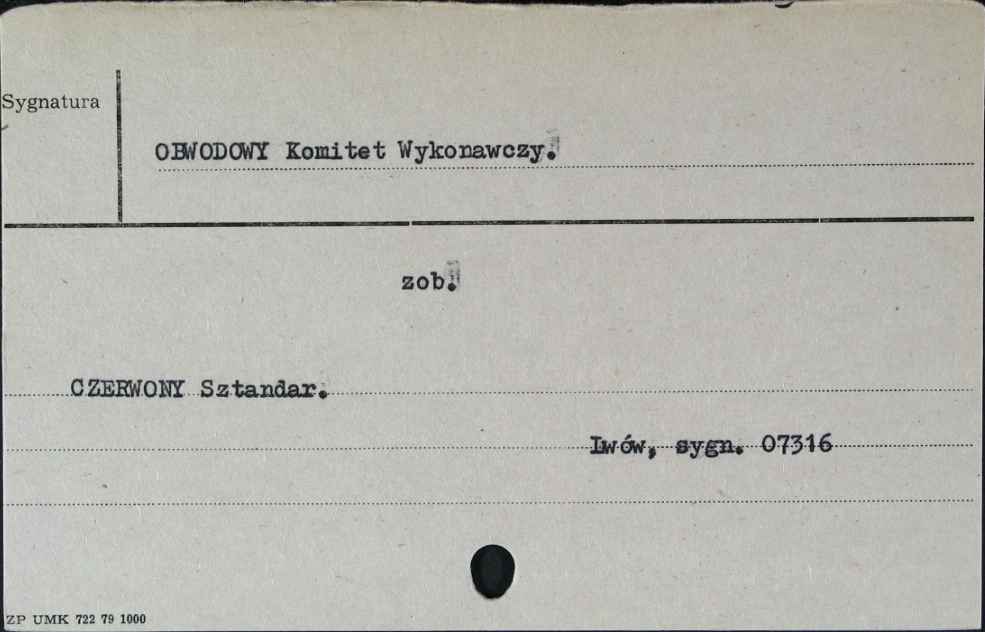 Sygnatura
OBWODOWY Komitet Wykonawczy.
zob.
CZERWONY Sztandar.
Lwów, sygn. 07316
ZP UMK 722 79 1000